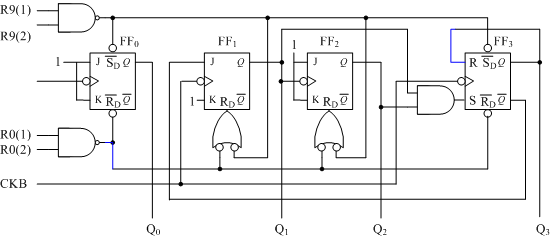 R9(1)
R9(2)
FF₀
FF₁
FF₂
FF₃
1 J S̅D Q
K R̅D Q̅
J Q
1 K RD Q̅
1 J Q
K RD Q̅
R S̅D Q
S R̅D Q̅
R0(1)
R0(2)
CKB
Q₀ Q₁ Q₂ Q₃